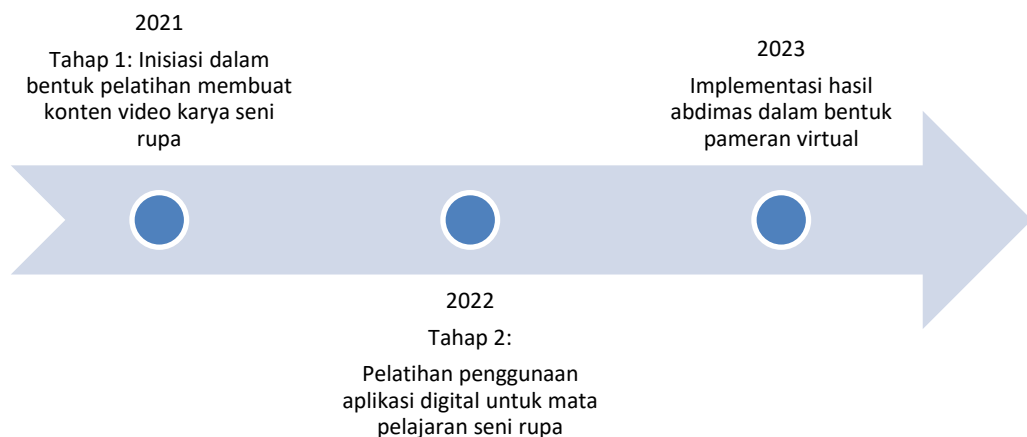 2021
Tahap 1: Inisiasi dalam
bentuk pelatihan membuat
konten video karya seni
rupa
2022
Tahap 2:
Pelatihan penggunaan
aplikasi digital untuk mata
pelajaran seni rupa
2023
Implementasi hasil
abdimas dalam bentuk
pameran virtual